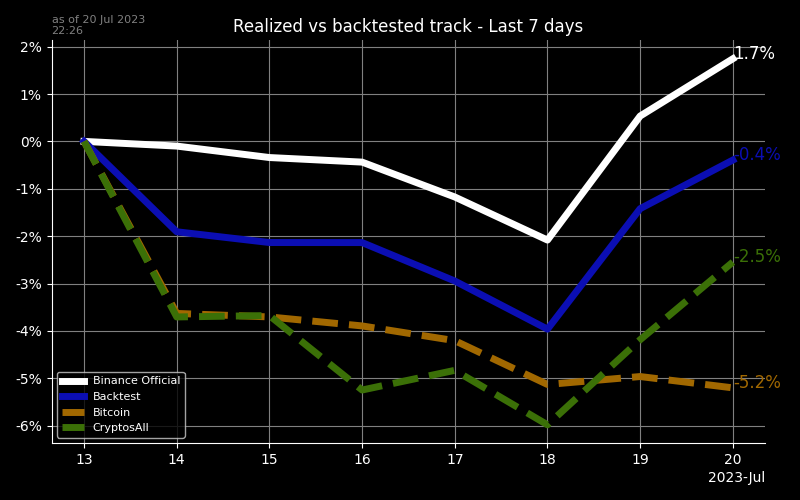 as of 20 Jul 2023
22:26
Realized vs backtested track - Last 7 days
2%
1%
0%
-1%
-2%
-3%
-4%
-5%
-6%
1.7%
-0.4%
-2.5%
-5.2%
Binance Official
Backtest
Bitcoin
CryptosAll
13 14 15 16 17 18 19 20
2023-Jul